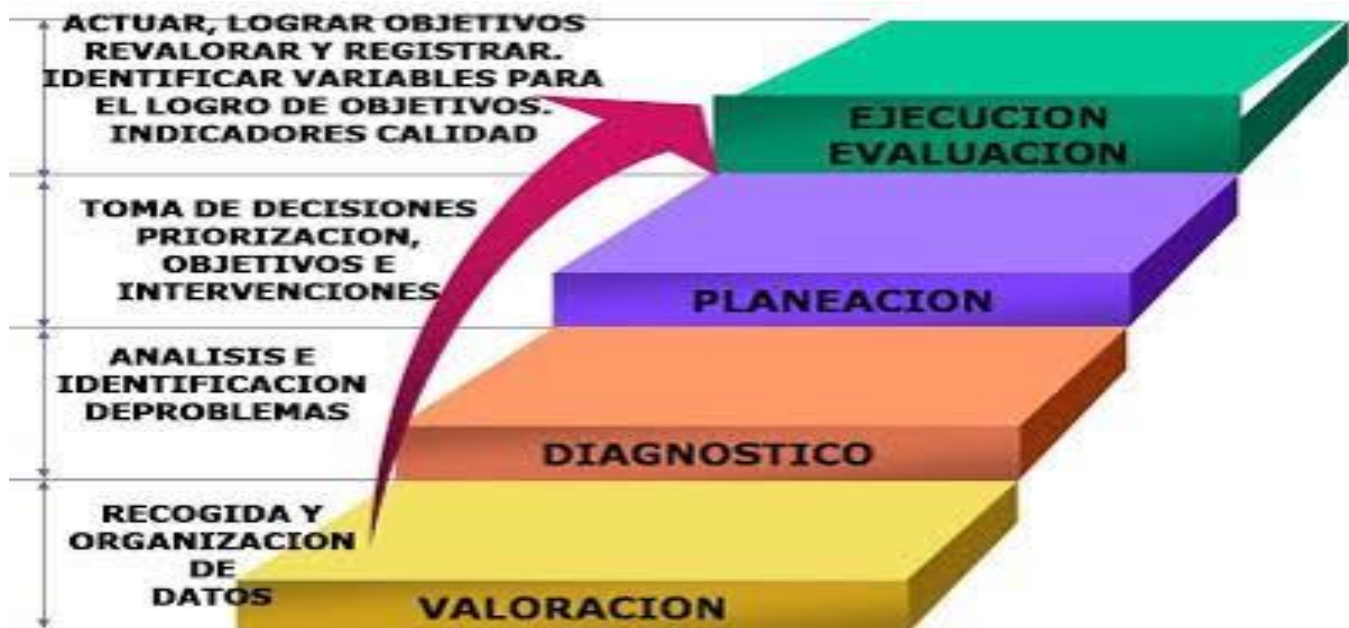 ACTUAR, LOGRAR OBJETIVOS
REVALORAR Y REGISTRAR.
IDENTIFICAR VARIABLES PARA
EL LOGRO DE OBJETIVOS.
INDICADORES CALIDAD
EJECUCION
EVALUACION
TOMA DE DECISIONES
PRIORIZACION,
OBJETIVOS E
INTERVENCIONES
PLANEACION
ANALISIS E
IDENTIFICACION
DEPROBLEMAS
DIAGNOSTICO
RECOGIDA Y
ORGANIZACION
DE
DATOS
VALORACION